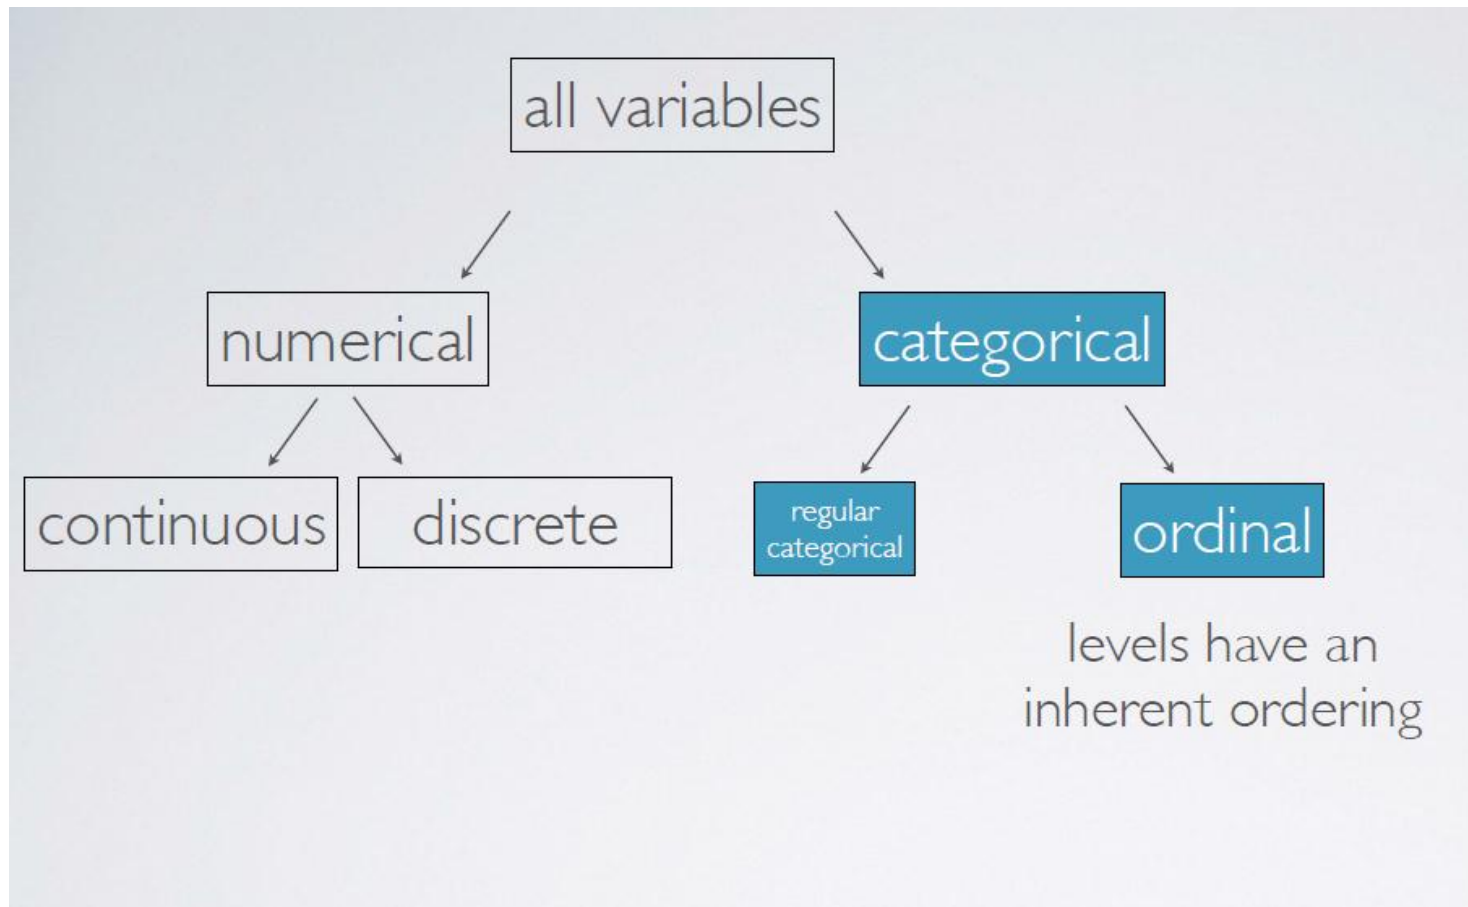 all variables
numerical
categorical
continuous
discrete
regular
categorical
ordinal
levels have an
inherent ordering